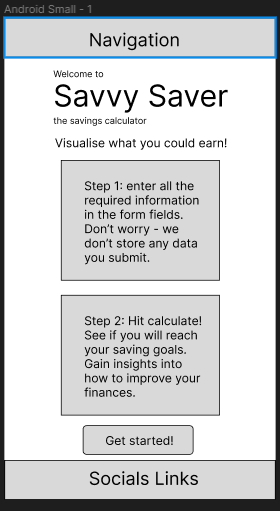 Android Small - 1
Navigation
Welcome to
Savvy Saver
the savings calculator
Visualise what you could earn!
Step 1: enter all the
required information
in the form fields.
Don’t worry - we
don’t store any data
you submit.
Step 2: Hit calculate!
See if you will reach
your saving goals.
Gain insights into
how to improve your
finances.
Get started!
Socials Links